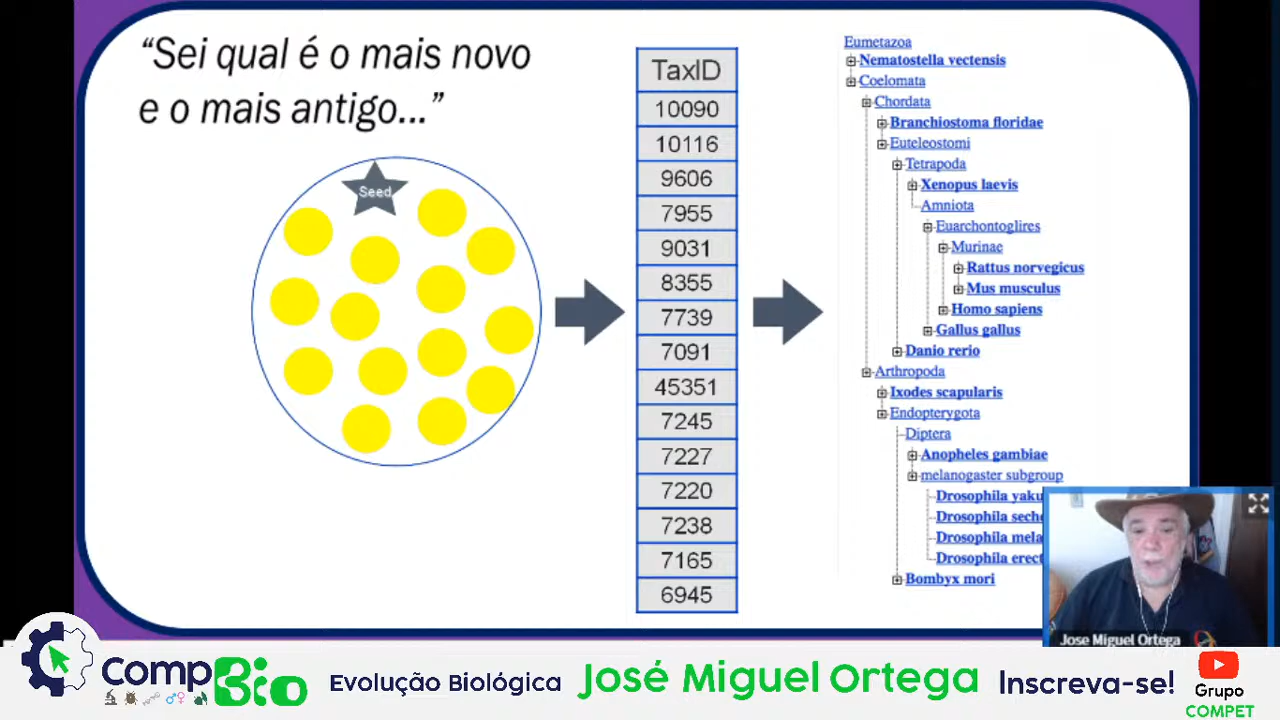 “Sei qual é o mais novo
e o mais antigo...”
Seed
TaxID
10090
10116
9606
7955
9031
8355
7739
7091
45351
7245
7227
7220
7238
7165
6945
Eumetazoa
Nematostella vectensis
Coelomata
Chordata
Branchiostoma floridae
Euteleostomi
Tetrapoda
Xenopus laevis
Amniota
Euarchontoglires
Murinae
Rattus norvegicus
Mus musculus
Homo sapiens
Gallus gallus
Danio rerio
Arthropoda
Ixodes scapularis
Endopterygota
Diptera
Anopheles gambiae
melanogaster subgroup
Drosophila yaku
Drosophila seche
Drosophila mela
Drosophila erect
Bombyx mori
Jose Miguel Ortega
CompBio
Evolução Biológica
José Miguel Ortega
Inscreva-se!
Grupo
COMPET